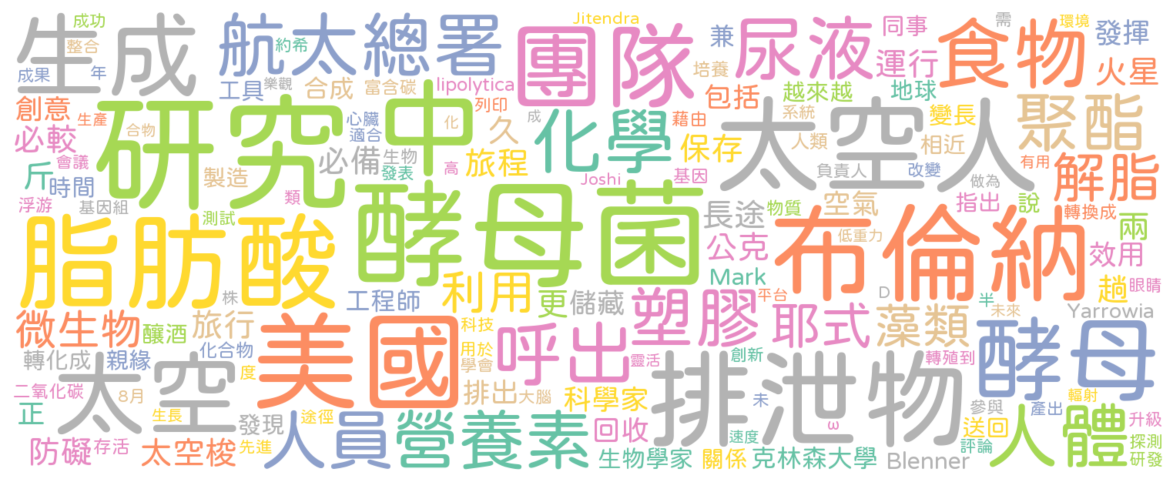 成功 Jitendra 需 環境
生成 整合 航太總署 約希 團隊 兼 尿液 同事 食物 發揮
成果 年 工具 樂觀 合成 富含碳 lipolytica 培養 運行 火星
創意 生產 列印 包括 越來越 地球
研究 中 化學 太空人 聚酯
必較 合物 心臟 適合 化 成 久 藉由 系統 人類 變長
會議 必備 生物 發表 高 旅程 保存 負責人 相近 有用 解脂
斤 時間 製造 類 Joshi 基因 改變 做為
浮游 基因組 測試 酵母菌 長途 物質 空氣 指出 說 轉換成
脂肪酸 公克 低重力 布倫納 兩 效用
株 工程師 利用 更 儲藏 Mark 平台 D 半 趟 眼睛
微生物 釀酒 旅行 美國 科技 塑膠 耶式 藻類 未來 Yarrowia
轉化成 親緣 化合物 用於 學會 呼出 靈活 創新 轉殖到 酵母
二氧化碳 太空 度 排出 大腦 科學家 排泄物 未 參與 產出 輻射
正 8月 生長 發現 途徑 人員 營養素 回收 速度 ω 送回 人體 升級
防礙 存活 太空梭 先進 生物學家 關係 克林森大學 Blenner 評論 探測 研發